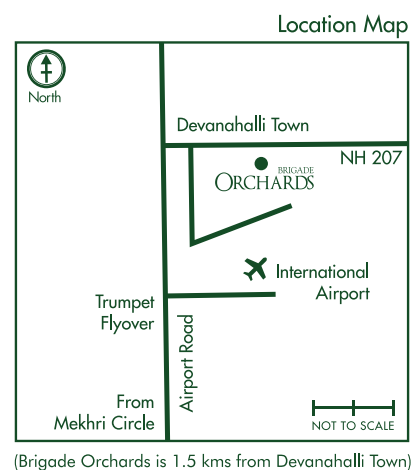 Location Map
North
Devanahalli Town
NH 207
BRIGADE
ORCHARDS
International
Airport
Trumpet
Flyover
Airport Road
From
Mekhri Circle
NOT TO SCALE
(Brigade Orchards is 1.5 kms from Devanahalli Town)